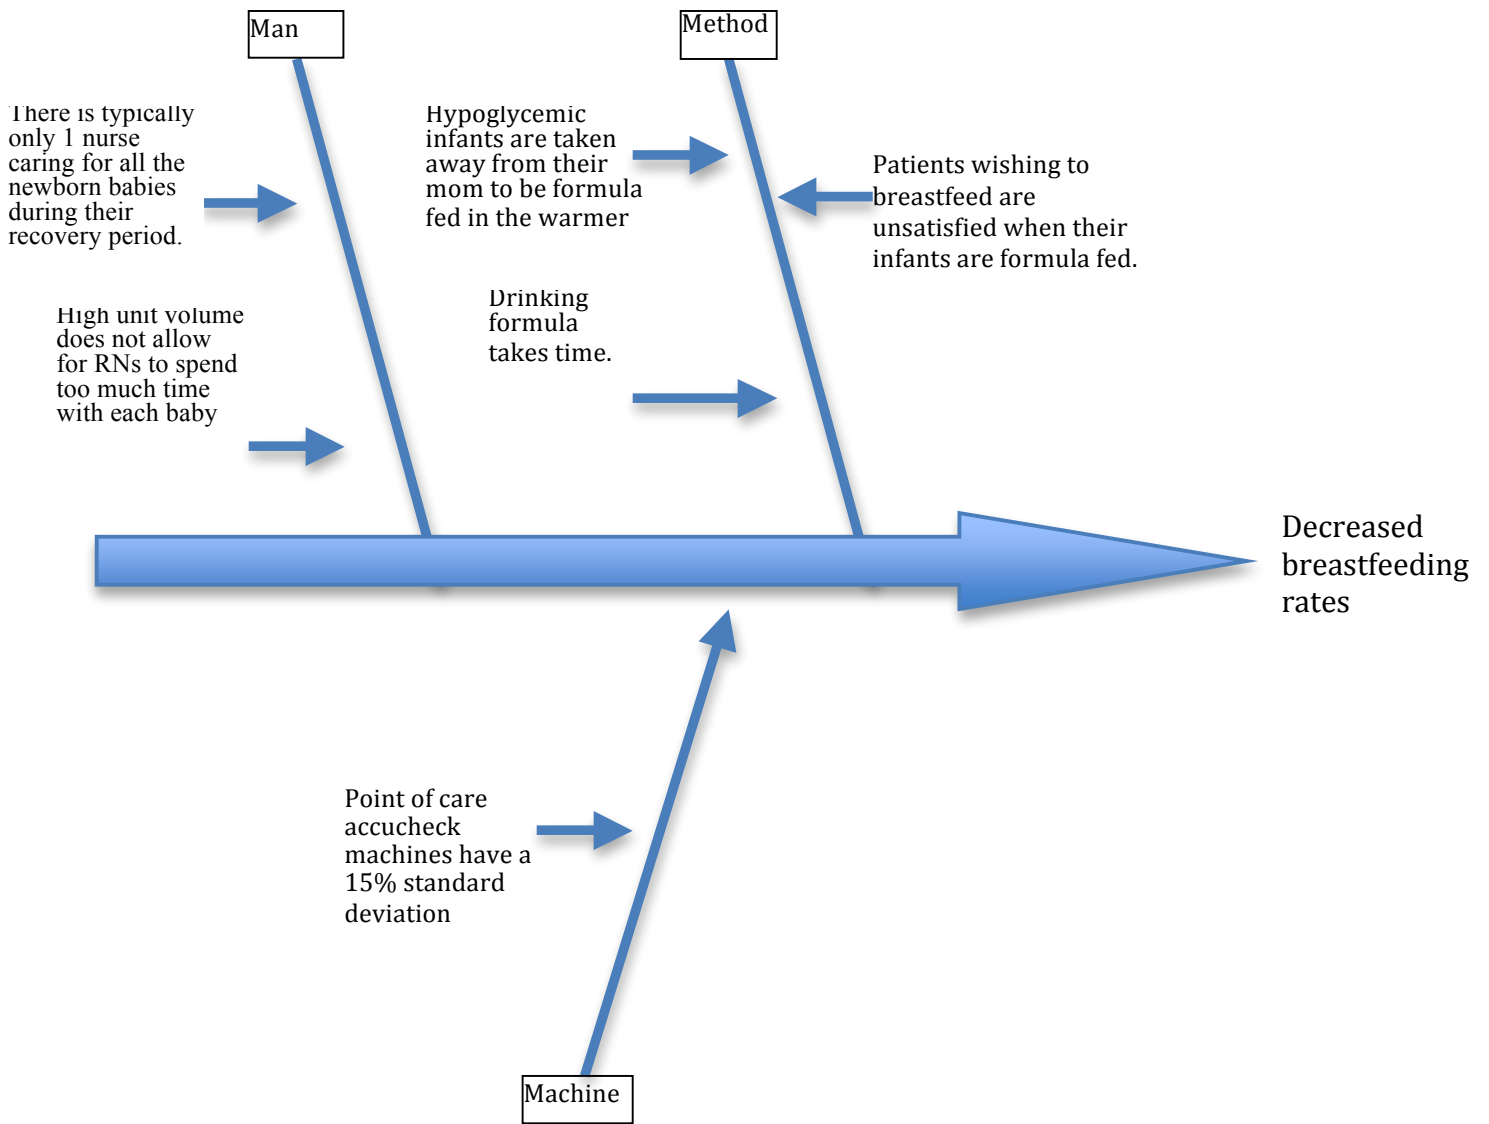 Man
Method
There is typically
only 1 nurse
caring for all the
newborn babies
during their
recovery period.
Hypoglycemic
infants are taken
away from their
mom to be formula
fed in the warmer
Patients wishing to
breastfeed are
unsatisfied when their
infants are formula fed.
High unit volume
does not allow
for RNs to spend
too much time
with each baby
Drinking
formula
takes time.
Decreased
breastfeeding
rates
Point of care
accucheck
machines have a
15% standard
deviation
Machine